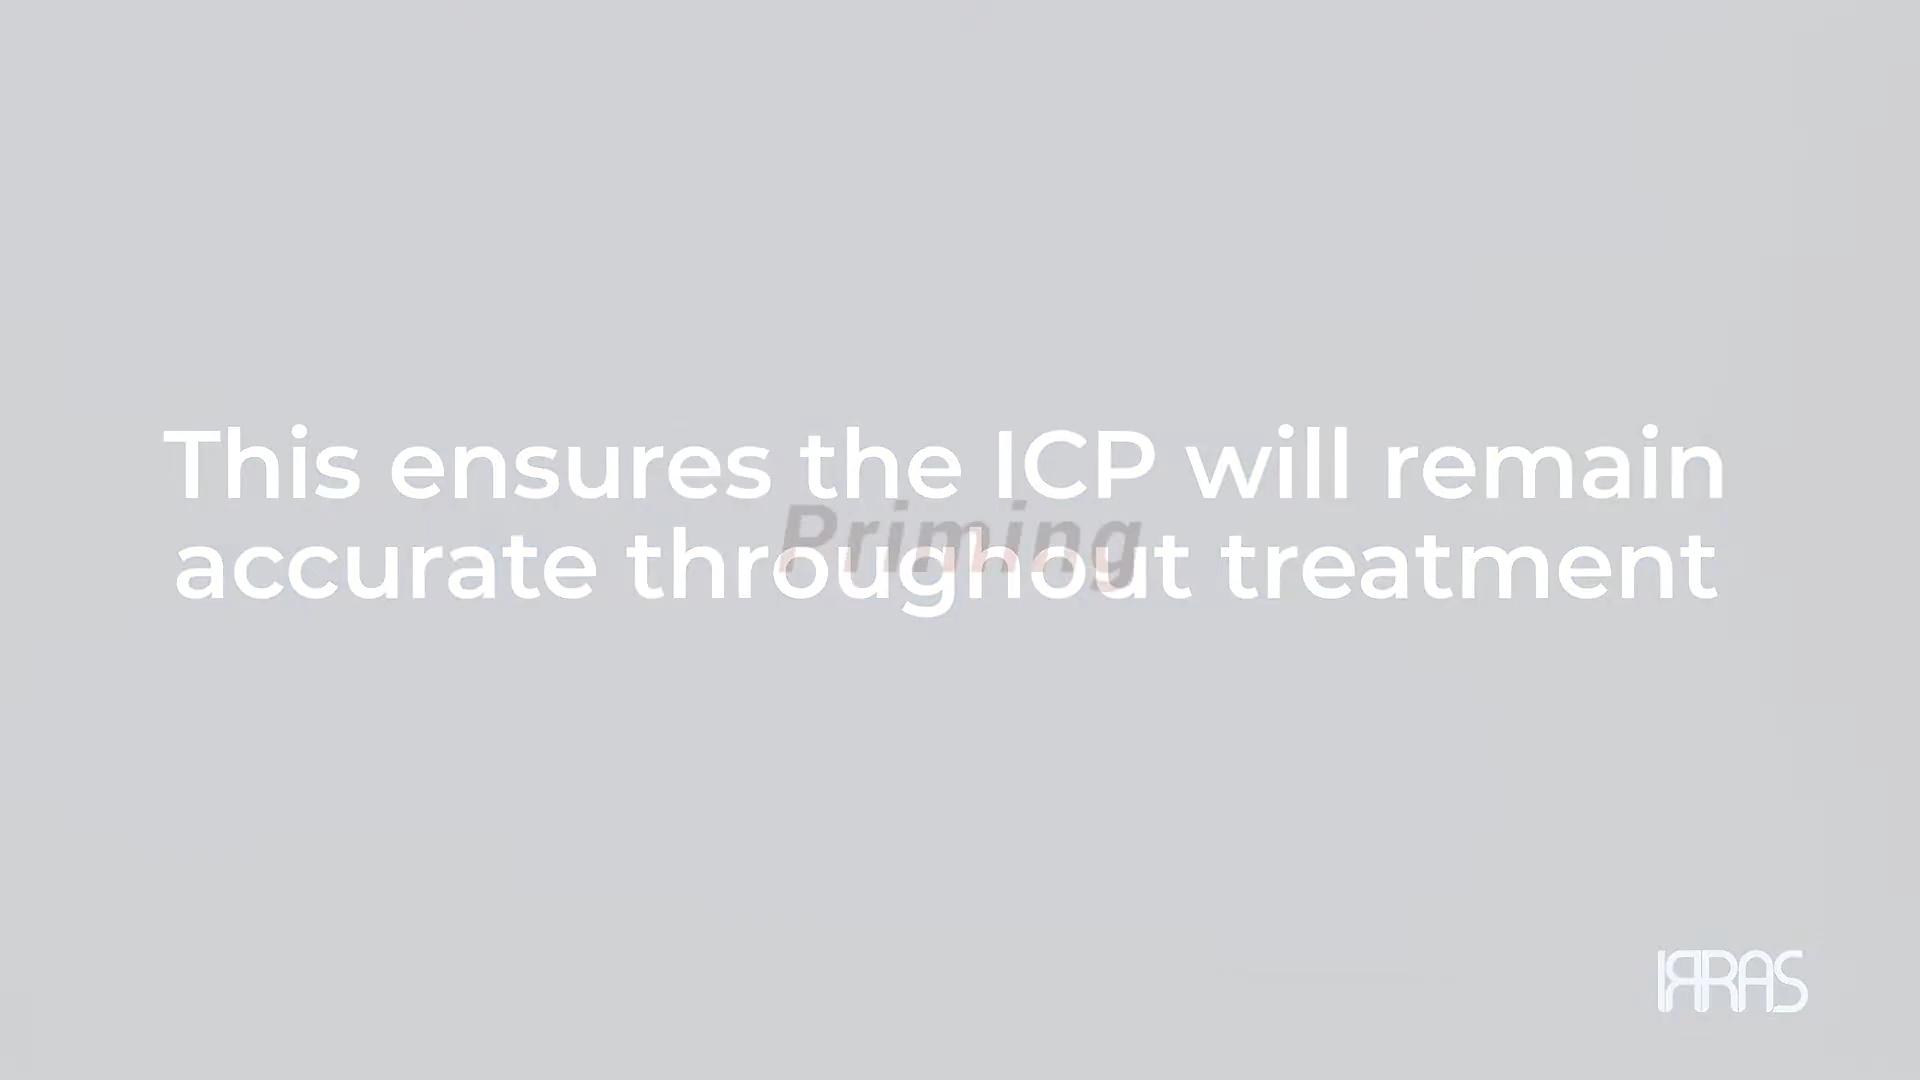 This ensures the ICP will remain
Priming
accurate throughout treatment
IRRAS